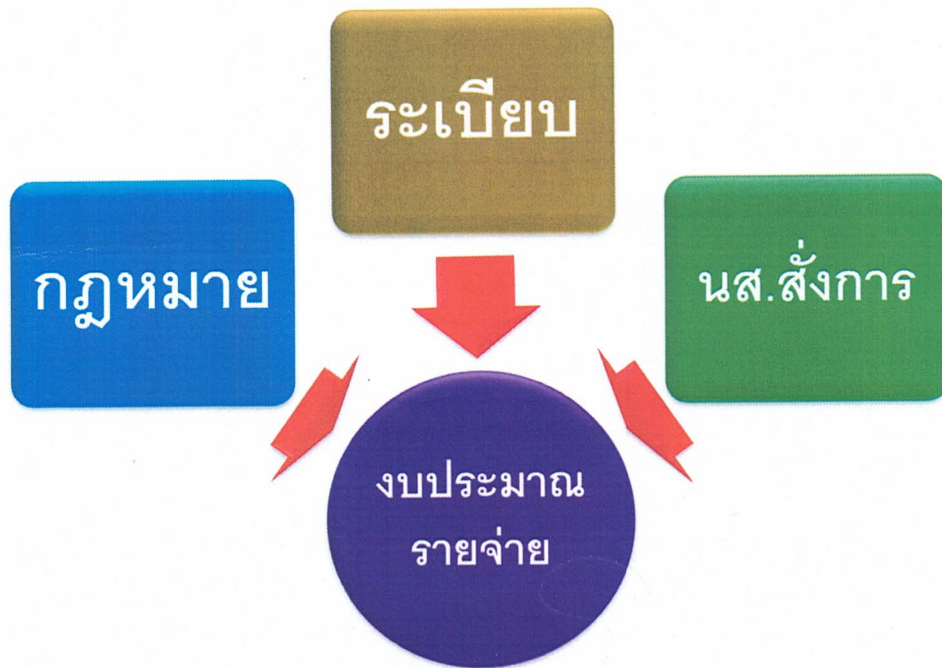 ระเบียบ
กฎหมาย
นส.สั่งการ
งบประมาณ
รายจ่าย